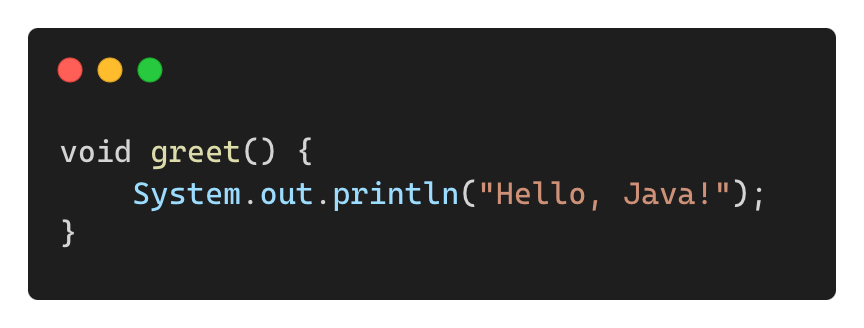 void greet() {
    System.out.println("Hello, Java!");
}